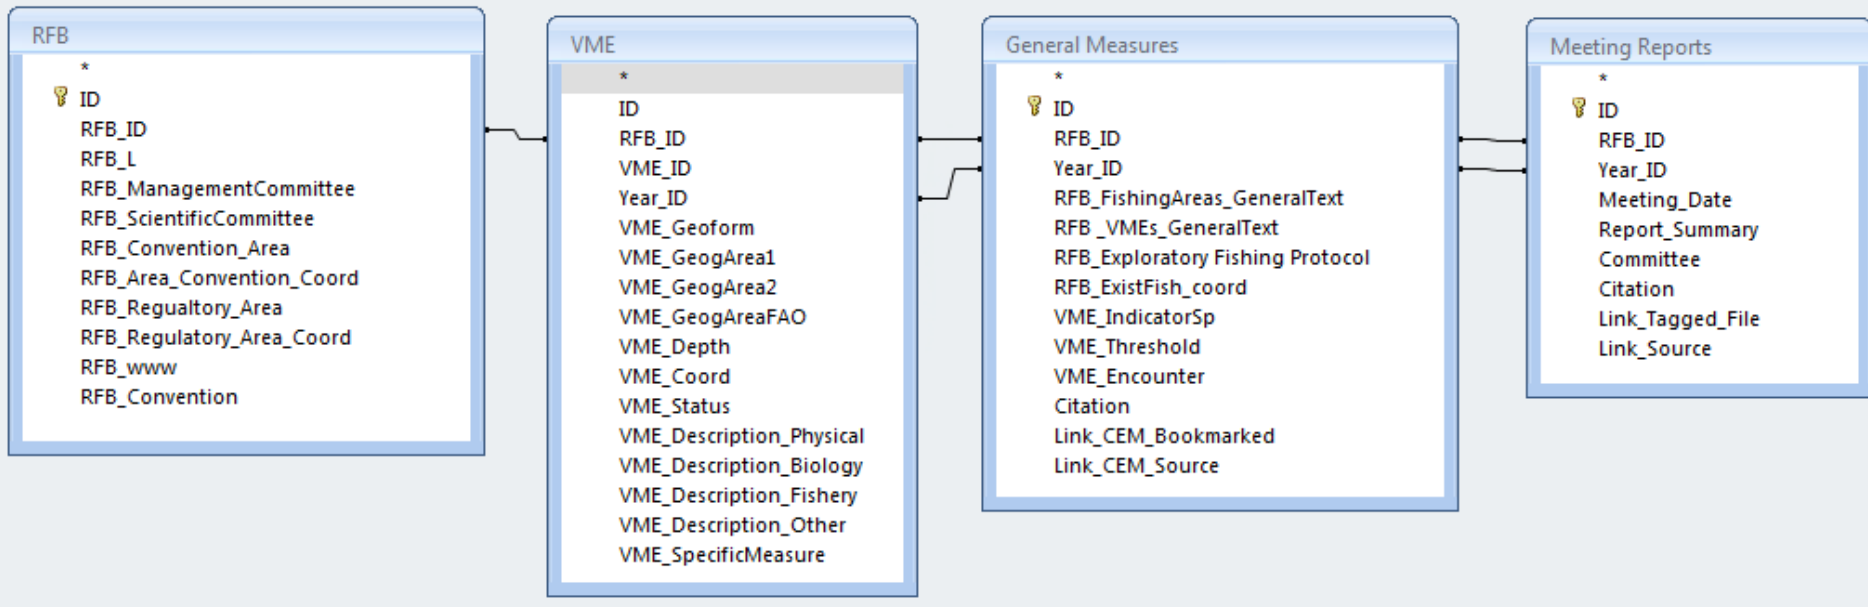 RFB
*
ID
RFB_ID
RFB_L
RFB_ManagementCommittee
RFB_ScientificCommittee
RFB_Convention_Area
RFB_Area_Convention_Coord
RFB_Regualtory_Area
RFB_Regulatory_Area_Coord
RFB_www
RFB_Convention
VME
*
ID
RFB_ID
VME_ID
Year_ID
VME_Geoform
VME_GeogArea1
VME_GeogArea2
VME_GeogAreaFAO
VME_Depth
VME_Coord
VME_Status
VME_Description_Physical
VME_Description_Biology
VME_Description_Fishery
VME_Description_Other
VME_SpecificMeasure
General Measures
*
ID
RFB_ID
Year_ID
RFB_FishingAreas_GeneralText
RFB _VMEs_GeneralText
RFB_Exploratory Fishing Protocol
RFB_ExistFish_coord
VME_IndicatorSp
VME_Threshold
VME_Encounter
Citation
Link_CEM_Bookmarked
Link_CEM_Source
Meeting Reports
*
ID
RFB_ID
Year_ID
Meeting_Date
Report_Summary
Committee
Citation
Link_Tagged_File
Link_Source